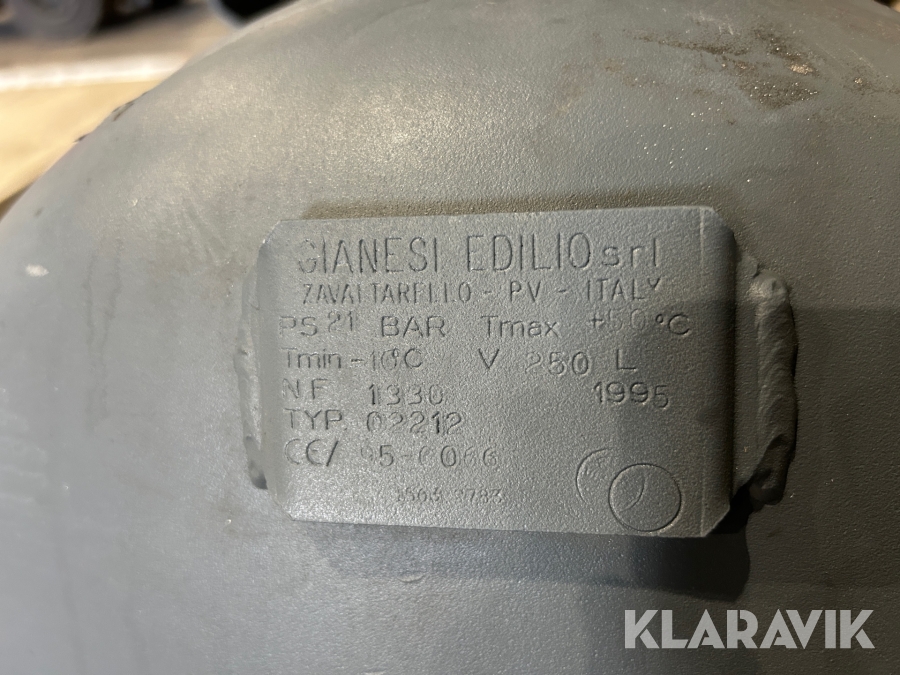 GIANESI EDILIO srl
ZAVATTARELLO - PV - ITALY
PS 21 BAR Tmax +50°C
Tmin -10°C V 250 L
N.F. 1330 1995
TYP. 02212
CE/ 95-
KLARAVIK